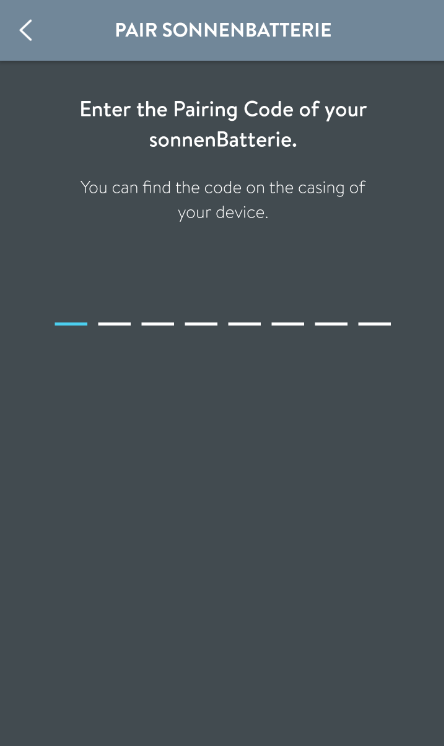 PAIR SONNENBATTERIE
Enter the Pairing Code of your
sonnenBatterie.
You can find the code on the casing of
your device.